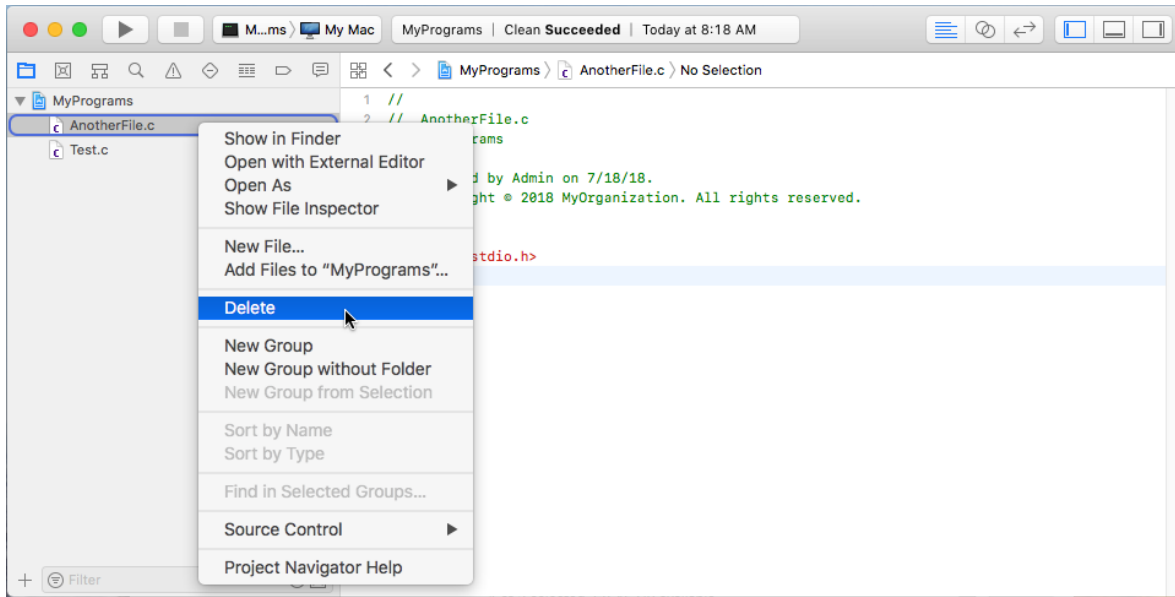 M...ms My Mac MyPrograms | Clean Succeeded | Today at 8:18 AM
MyPrograms AnotherFile.c No Selection
MyPrograms
AnotherFile.c
Test.c
1 //
2 // AnotherFile.c
rams
d by Admin on 7/18/18.
ght © 2018 MyOrganization. All rights reserved.
stdio.h>
Show in Finder
Open with External Editor
Open As
Show File Inspector
New File...
Add Files to “MyPrograms”...
Delete
New Group
New Group without Folder
New Group from Selection
Sort by Name
Sort by Type
Find in Selected Groups...
Source Control
Project Navigator Help
Filter